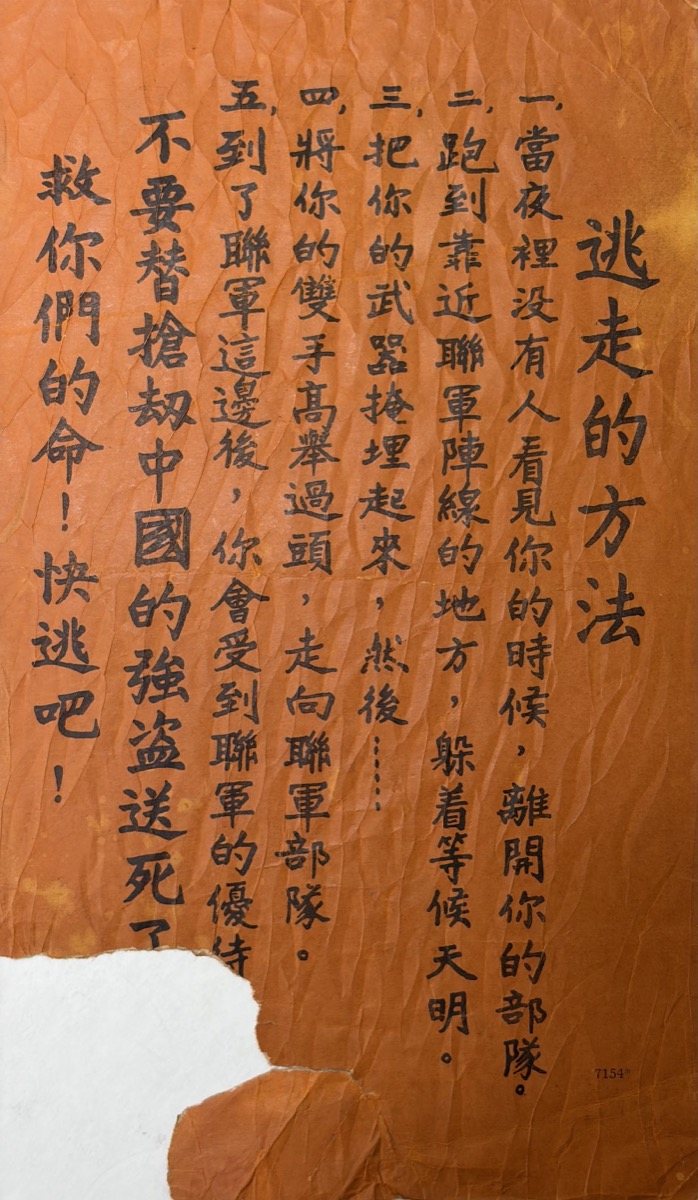 逃走的方法
一,當夜裡没有人看見你的時候，離開你的部隊。
二,跑到靠近聯軍陣線的地方，躲着等候天明。
三,把你的武器掩埋起來，然後……
四,將你的雙手高舉過頭，走向聯軍部隊。
五,到了聯軍這邊後，你會受到聯軍的優待
不要替搶刼中國的強盗送死了
救你們的命！快逃吧！
7154